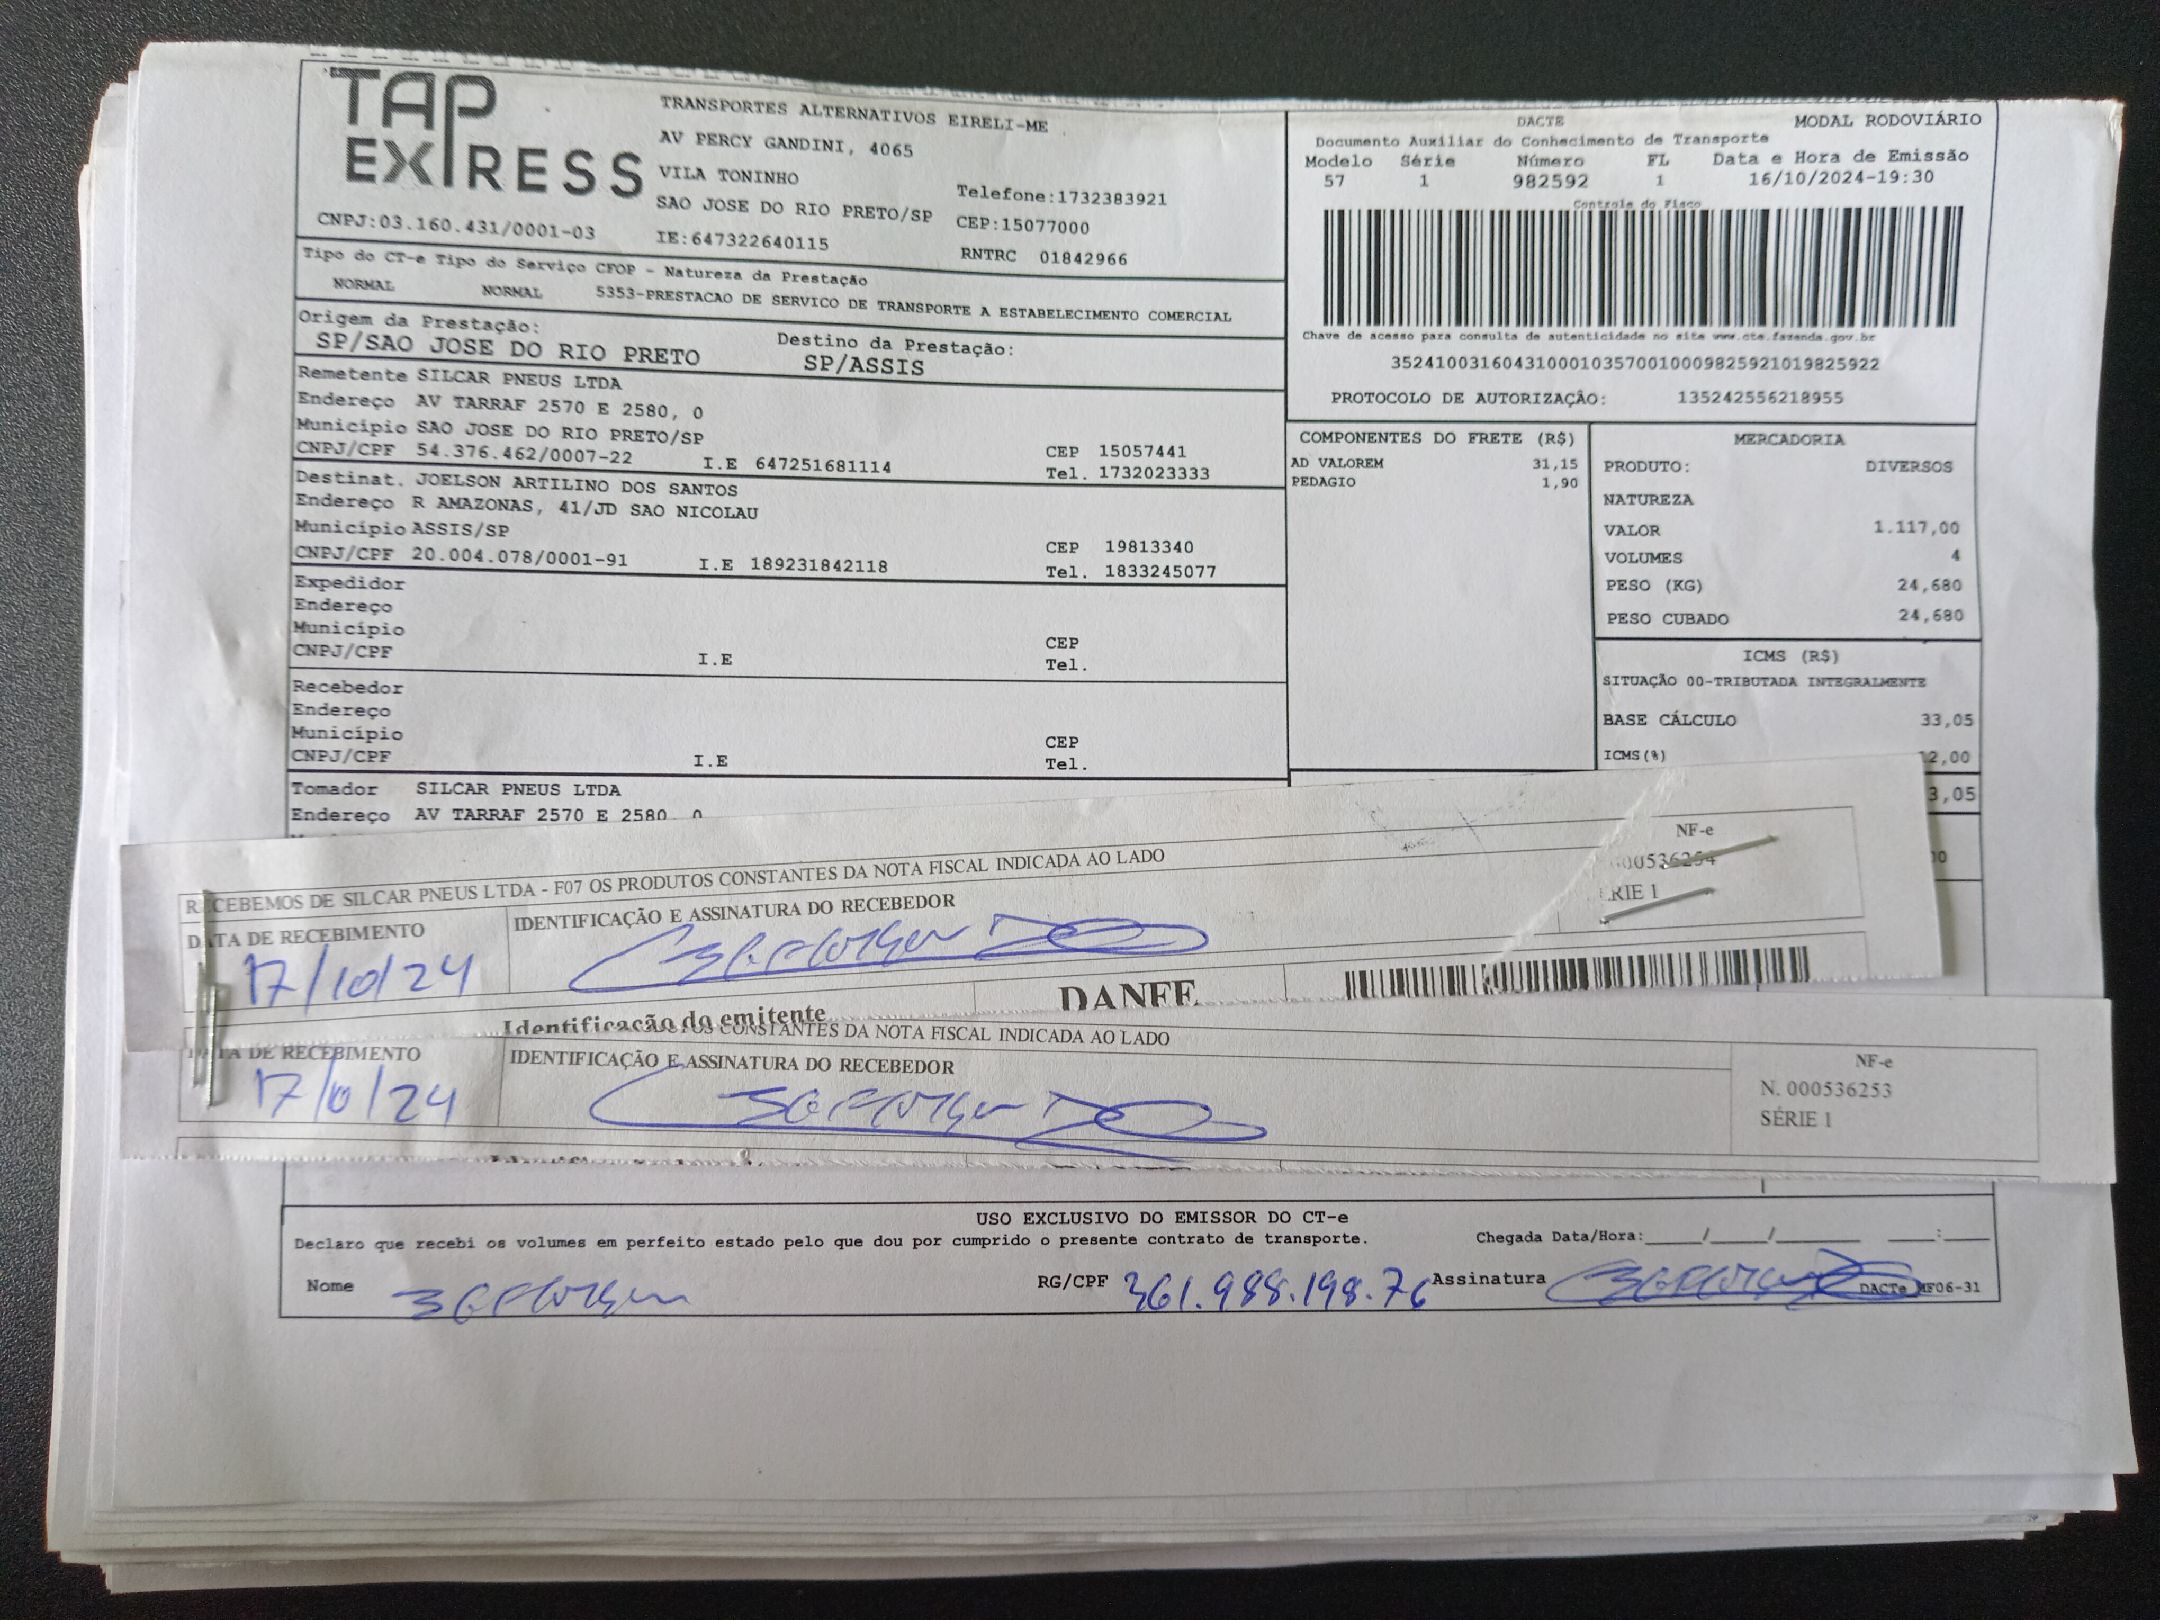 TAP EXPRESS
TRANSPORTES ALTERNATIVOS EIRELI-ME
AV PERCY GANDINI, 4065
VILA TONINHO
SAO JOSE DO RIO PRETO/SP
Telefone:1732383921
CEP:15077000
CNPJ:03.160.431/0001-03
IE:647322640115
RNTRC 01842966
DACTE
MODAL RODOVIÁRIO
Documento Auxiliar do Conhecimento de Transporte
Modelo Série Número FL Data e Hora de Emissão
57 1 982592 1 16/10/2024-19:30
Controle do Fisco
Chave de acesso para consulta de autenticidade no site www.cte.fazenda.gov.br
35241003160431000103570010009825921019825922
PROTOCOLO DE AUTORIZAÇÃO: 135242556218955
Tipo do CT-e Tipo do Serviço CFOP - Natureza da Prestação
NORMAL NORMAL 5353-PRESTACAO DE SERVICO DE TRANSPORTE A ESTABELECIMENTO COMERCIAL
Origem da Prestação: Destino da Prestação:
SP/SAO JOSE DO RIO PRETO SP/ASSIS
Remetente SILCAR PNEUS LTDA
Endereço AV TARRAF 2570 E 2580, 0
Município SAO JOSE DO RIO PRETO/SP CEP 15057441
CNPJ/CPF 54.376.462/0007-22 I.E 647251681114 Tel. 1732023333
Destinat. JOELSON ARTILINO DOS SANTOS
Endereço R AMAZONAS, 41/JD SAO NICOLAU
Município ASSIS/SP CEP 19813340
CNPJ/CPF 20.004.078/0001-91 I.E 189231842118 Tel. 1833245077
Expedidor
Endereço
Município CEP
CNPJ/CPF I.E Tel.
Recebedor
Endereço
Município CEP
CNPJ/CPF I.E Tel.
Tomador SILCAR PNEUS LTDA
Endereço AV TARRAF 2570 E 2580, 0
COMPONENTES DO FRETE (R$)
AD VALOREM 31,15
PEDAGIO 1,90
MERCADORIA
PRODUTO: DIVERSOS
NATUREZA
VALOR 1.117,00
VOLUMES 4
PESO (KG) 24,680
PESO CUBADO 24,680
ICMS (R$)
SITUAÇÃO 00-TRIBUTADA INTEGRALMENTE
BASE CÁLCULO 33,05
ICMS(%) 2,00
3,05
RECEBEMOS DE SILCAR PNEUS LTDA - F07 OS PRODUTOS CONSTANTES DA NOTA FISCAL INDICADA AO LADO
NF-e
000536254
SÉRIE 1
DATA DE RECEBIMENTO IDENTIFICAÇÃO E ASSINATURA DO RECEBEDOR
17/10/24
Identificação do emitente DANFE
CONSTANTES DA NOTA FISCAL INDICADA AO LADO
DATA DE RECEBIMENTO IDENTIFICAÇÃO E ASSINATURA DO RECEBEDOR
17/10/24
NF-e
N. 000536253
SÉRIE 1
USO EXCLUSIVO DO EMISSOR DO CT-e
Declaro que recebi os volumes em perfeito estado pelo que dou por cumprido o presente contrato de transporte. Chegada Data/Hora:____/____/______ ___:___
Nome RG/CPF 361.988.198.76 Assinatura DACTe MF06-31